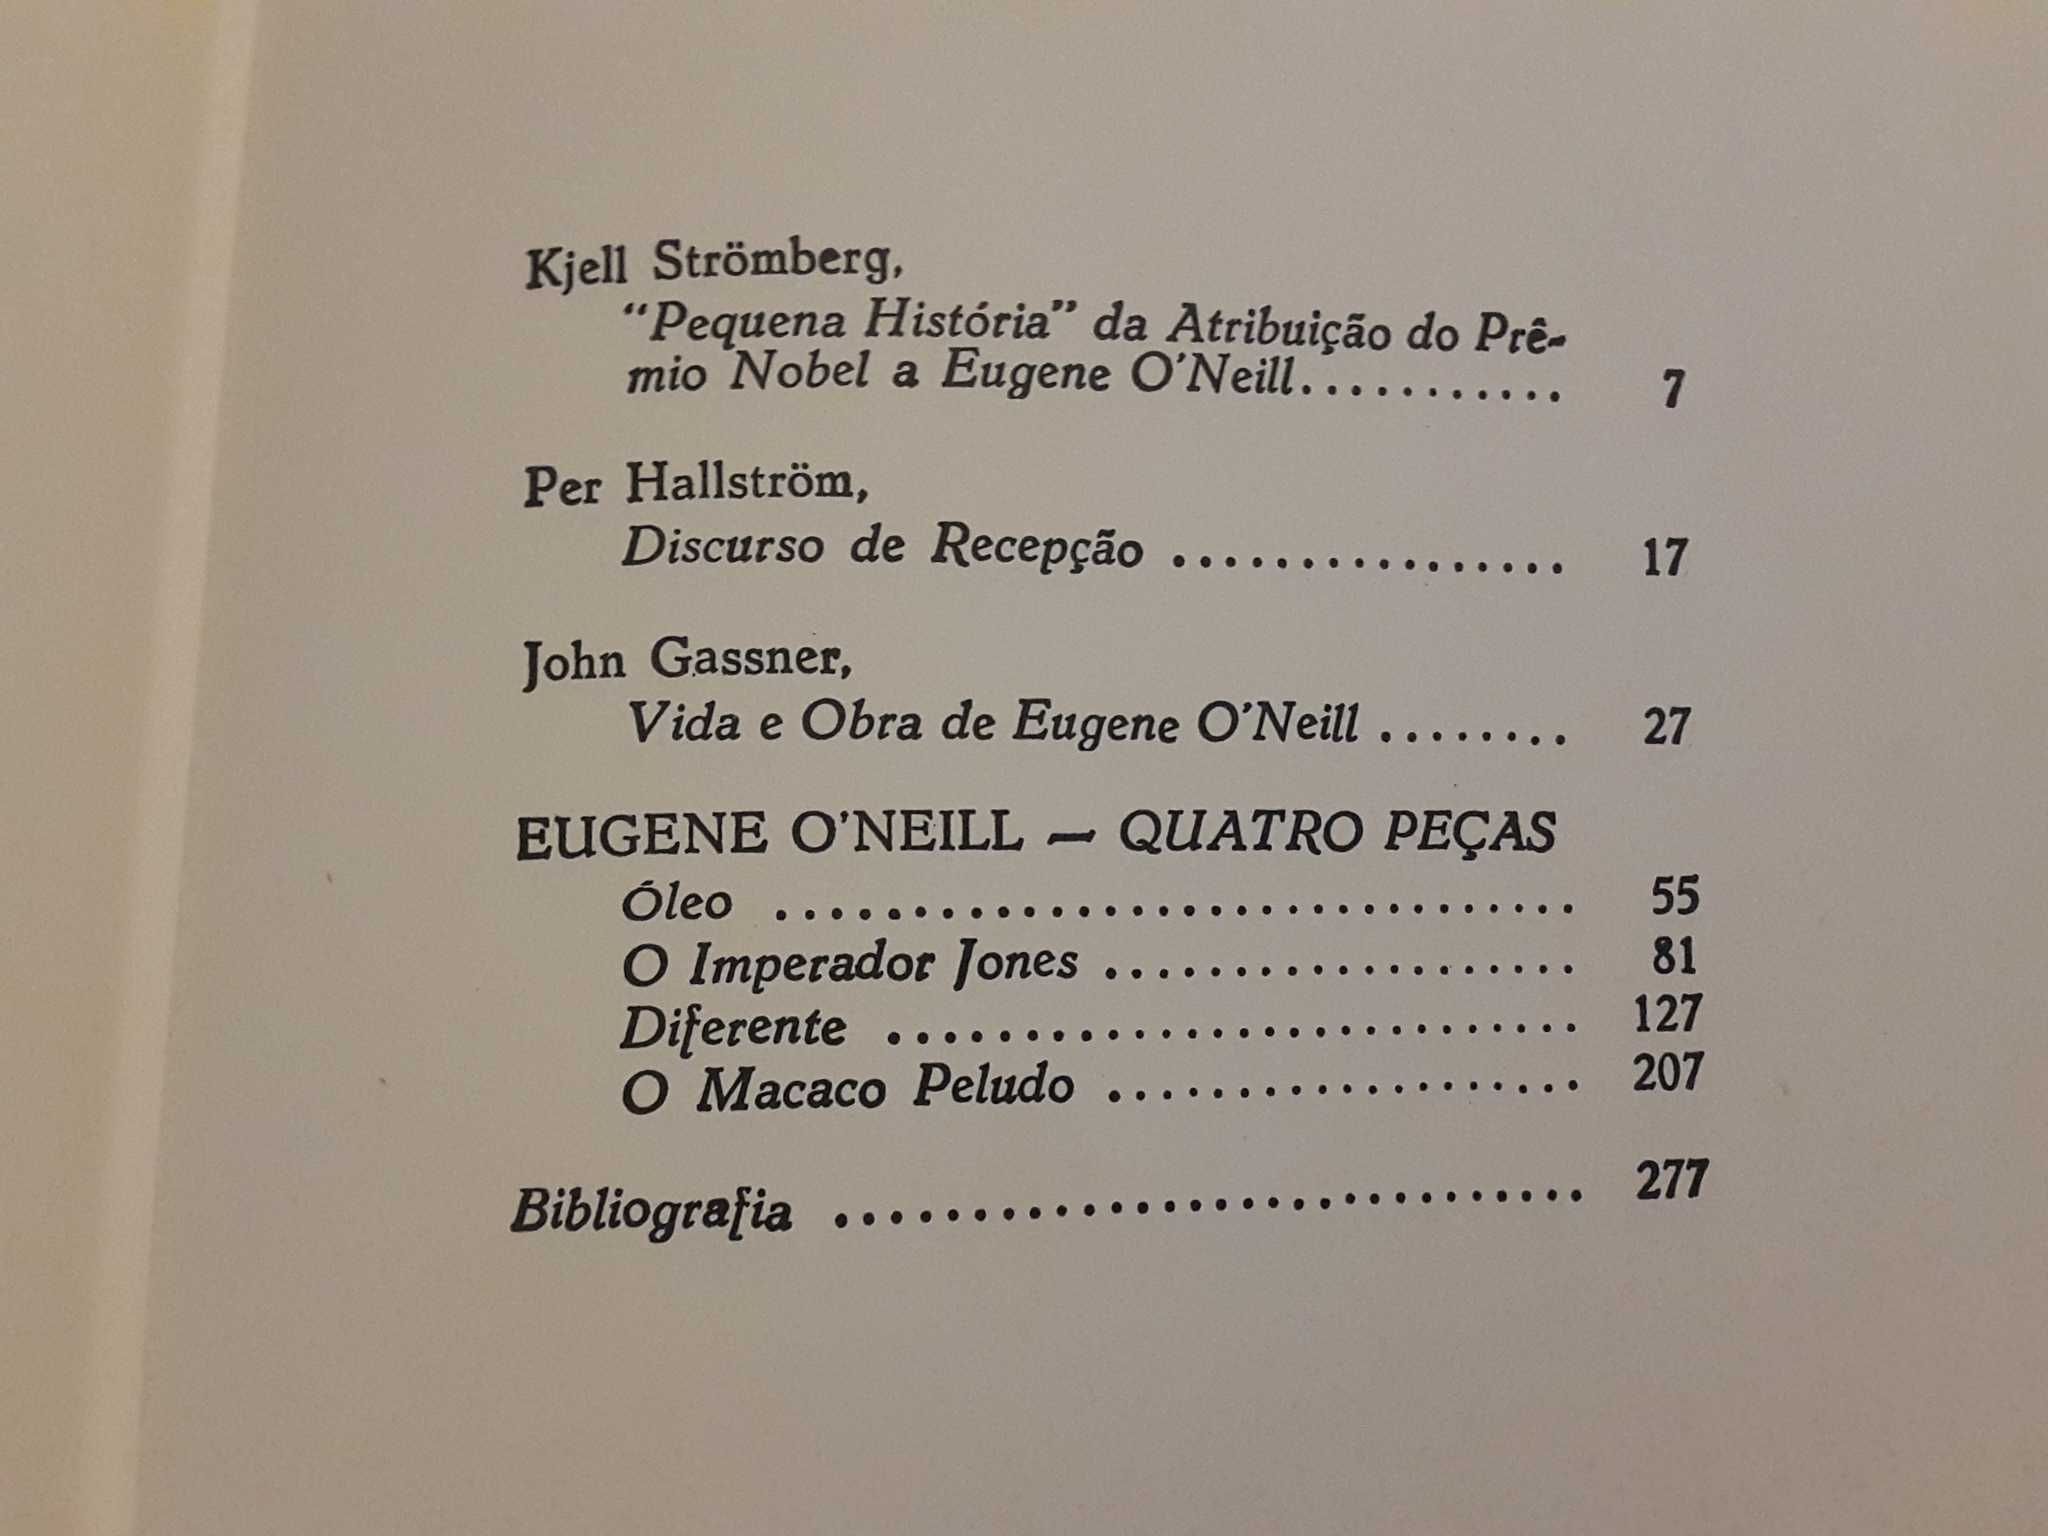 Kjell Strömberg,
“Pequena História” da Atribuição do Prê-
mio Nobel a Eugene O'Neill........... 7
Per Hallström,
Discurso de Recepção ................ 17
John Gassner,
Vida e Obra de Eugene O'Neill ........ 27
EUGENE O'NEILL — QUATRO PEÇAS
Óleo .............................. 55
O Imperador Jones ................... 81
Diferente .......................... 127
O Macaco Peludo ................... 207
Bibliografia ............................ 277